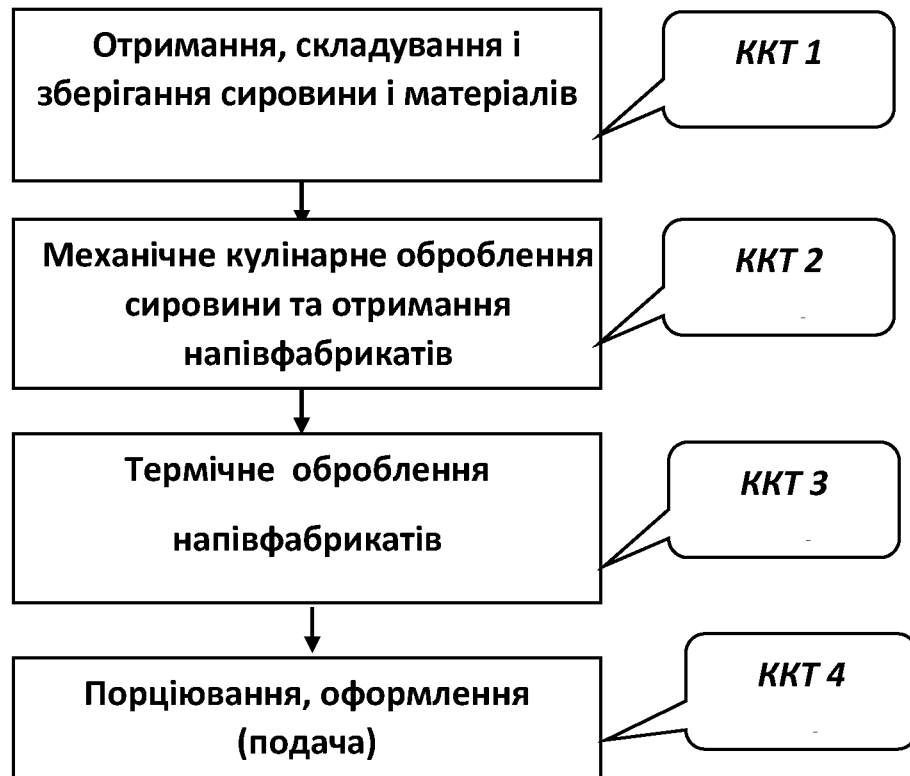 Отримання, складування і
зберігання сировини і матеріалів
ККТ 1
Механічне кулінарне оброблення
сировини та отримання
напівфабрикатів
ККТ 2
Термічне оброблення
напівфабрикатів
ККТ 3
Порціювання, оформлення
(подача)
ККТ 4